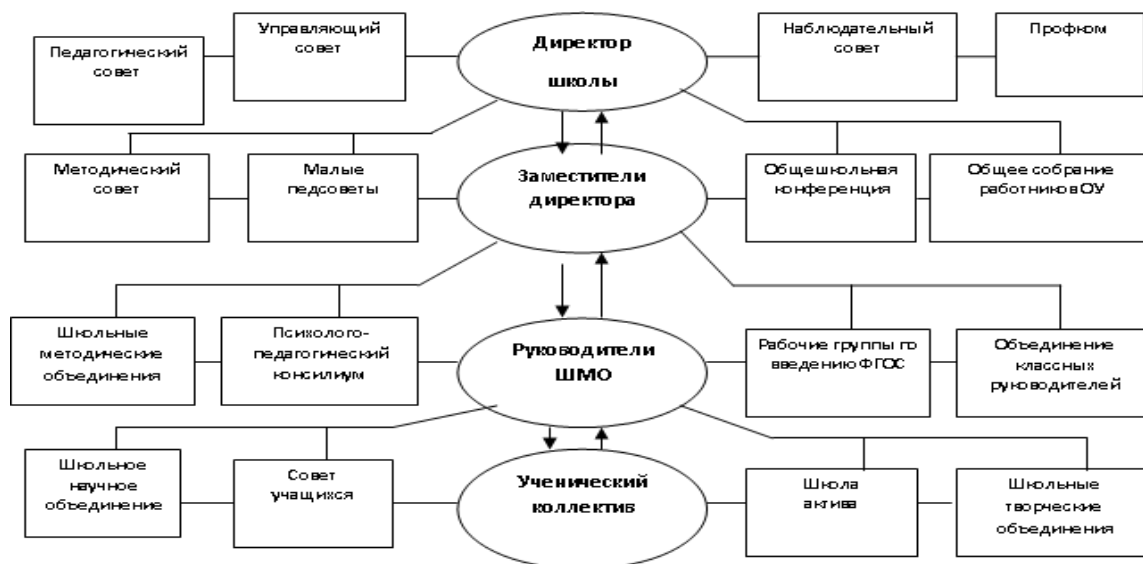 Педагогический
совет
Управляющий
совет
Директор
школы
Наблюдательный
совет
Профком
Методический
совет
Малые
педсоветы
Заместители
директора
Общешкольная
конференция
Общее собрание
работников ОУ
Школьные
методические
объединения
Психолого-
педагогический
консилиум
Руководители
ШМО
Рабочие группы по
введению ФГОС
Объединение
классных
руководителей
Школьное
научное
объединение
Совет
учащихся
Ученический
коллектив
Школа
актива
Школьные
творческие
объединения